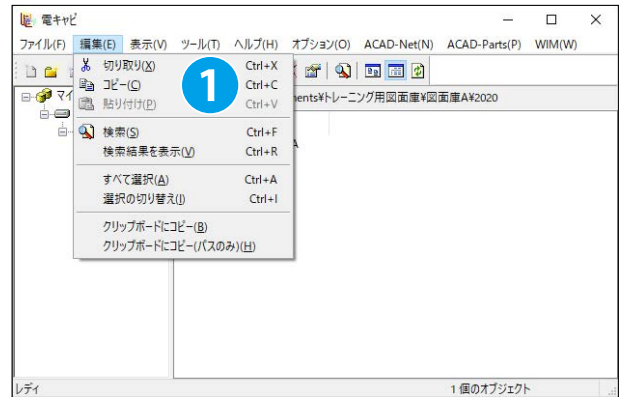 電キャビ
ファイル(F) 編集(E) 表示(V) ツール(T) ヘルプ(H) オプション(O) ACAD-Net(N) ACAD-Parts(P) WIM(W)
切り取り(X) Ctrl+X
コピー(C) Ctrl+C
貼り付け(P) Ctrl+V
1
マイ
ments¥トレーニング用図面庫¥図面庫A¥2020
検索(S) Ctrl+F
検索結果を表示(V) Ctrl+R
A
すべて選択(A) Ctrl+A
選択の切り替え(I) Ctrl+I
クリップボードにコピー(B)
クリップボードにコピー(パスのみ)(H)
レディ 1 個のオブジェクト